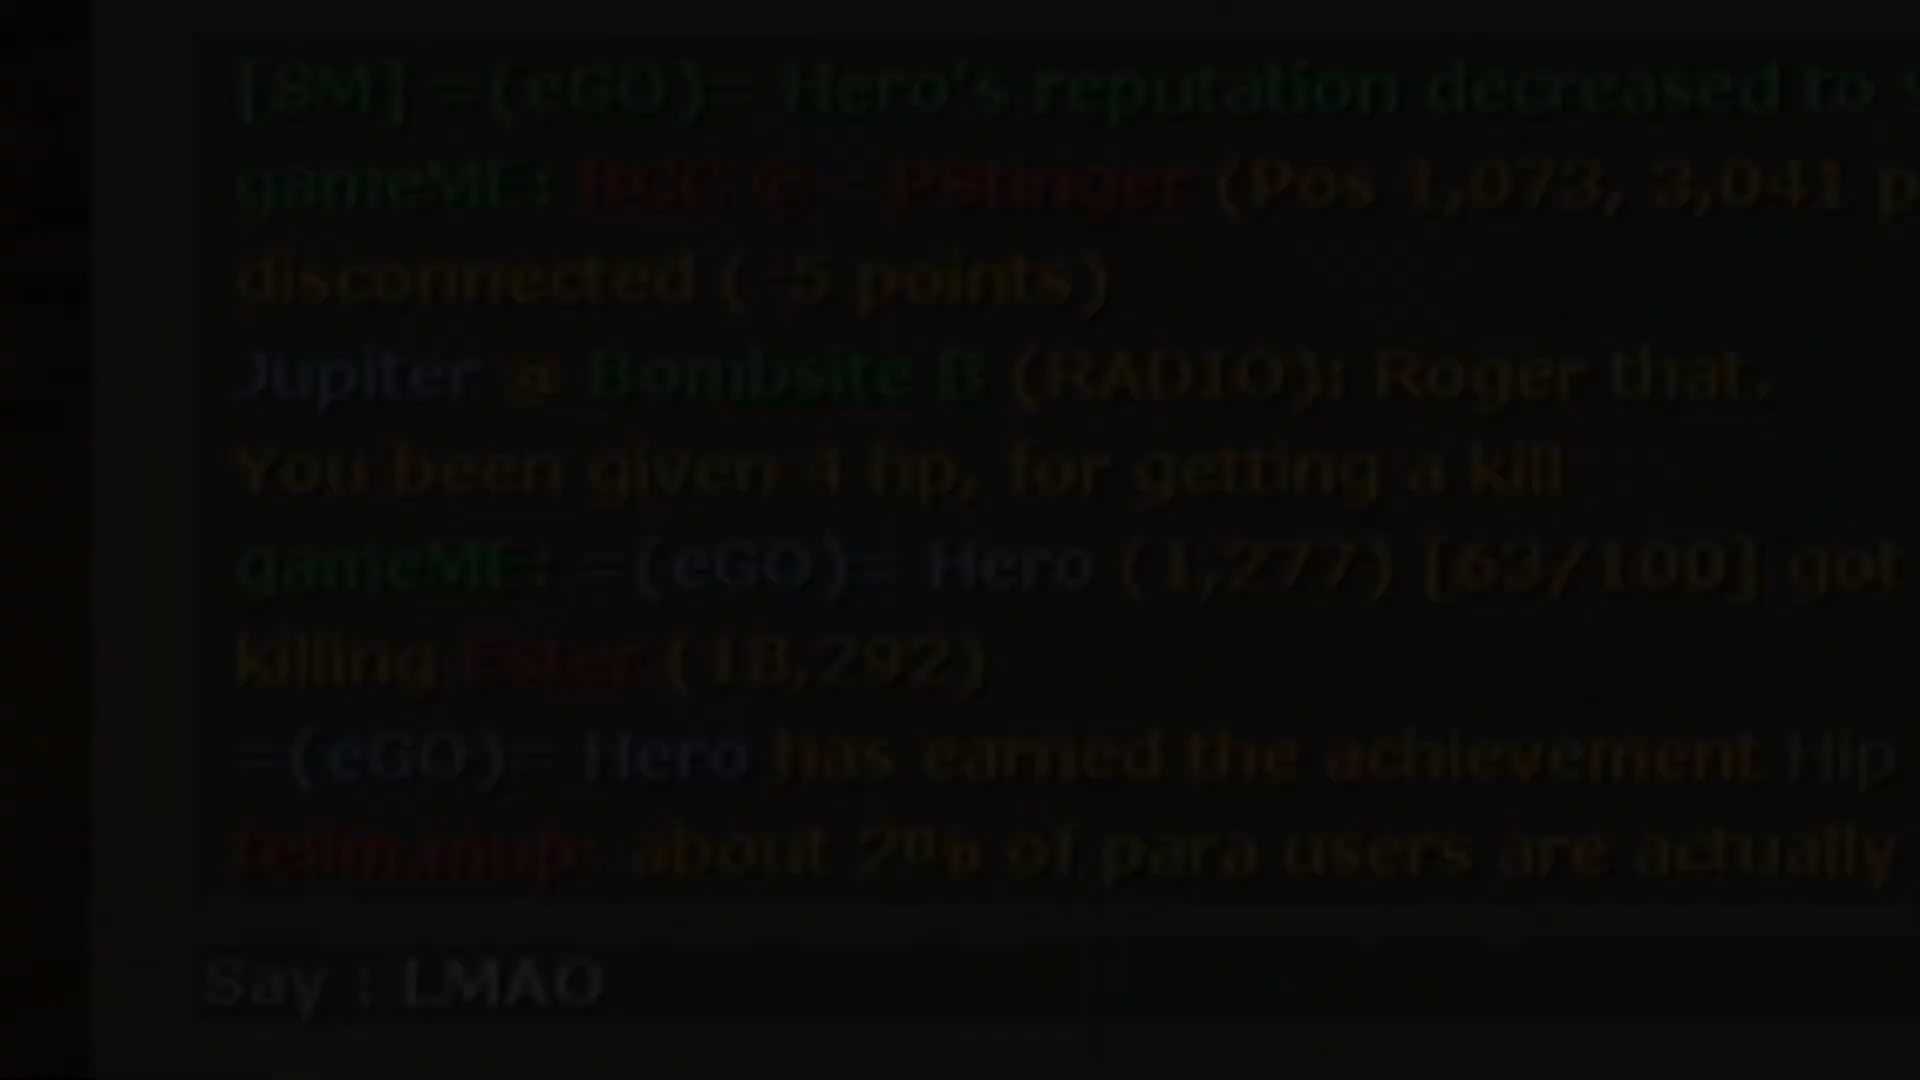 [SM] =(eGO)= Hero's reputation decreased to
gameME: (Pos 1,073, 3,041
disconnected (-5 points)
Jupiter @ Bombsite B (RADIO): Roger that.
You been given 4 hp, for getting a kill
gameME: =(eGO)= Hero (1,277) [63/100] got
killing (18,292)
=(eGO)= Hero has earned the achievement Hip
about 2% of para users are actually
Say : LMAO